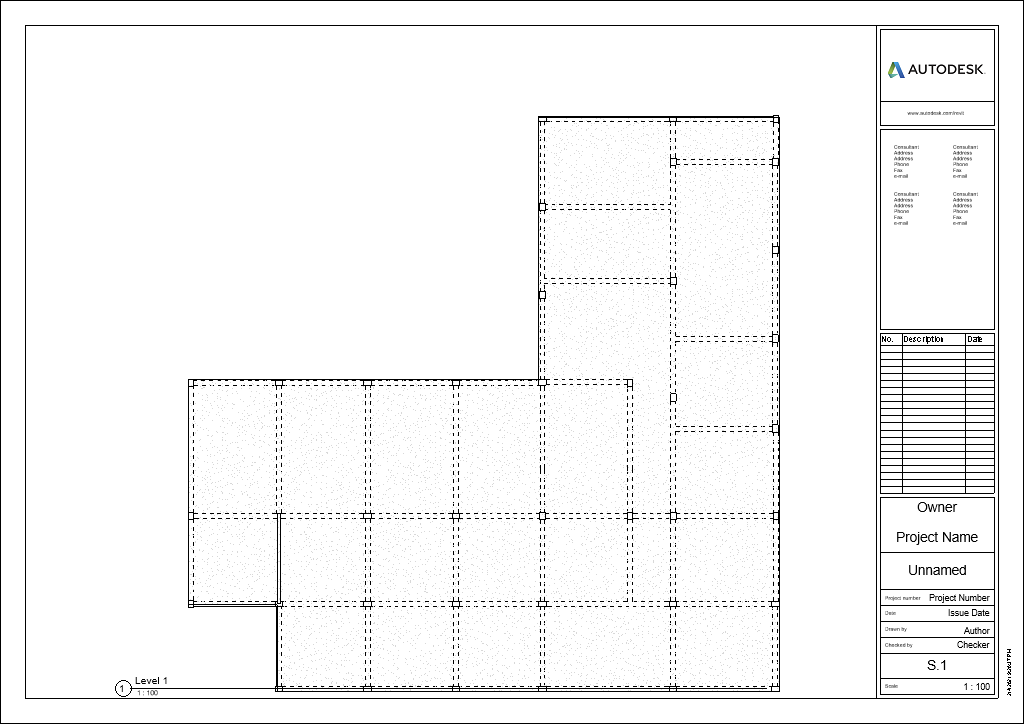 AUTODESK.
www.autodesk.com/revit
Consultant
Address
Address
Phone
Fax
e-mail
Consultant
Address
Address
Phone
Fax
e-mail
Consultant
Address
Address
Phone
Fax
e-mail
Consultant
Address
Address
Phone
Fax
e-mail
No. Description Date
Owner
Project Name
Unnamed
Project number Project Number
Date Issue Date
Drawn by Author
Checked by Checker
S.1
Scale 1 : 100
1 Level 1
1 : 100